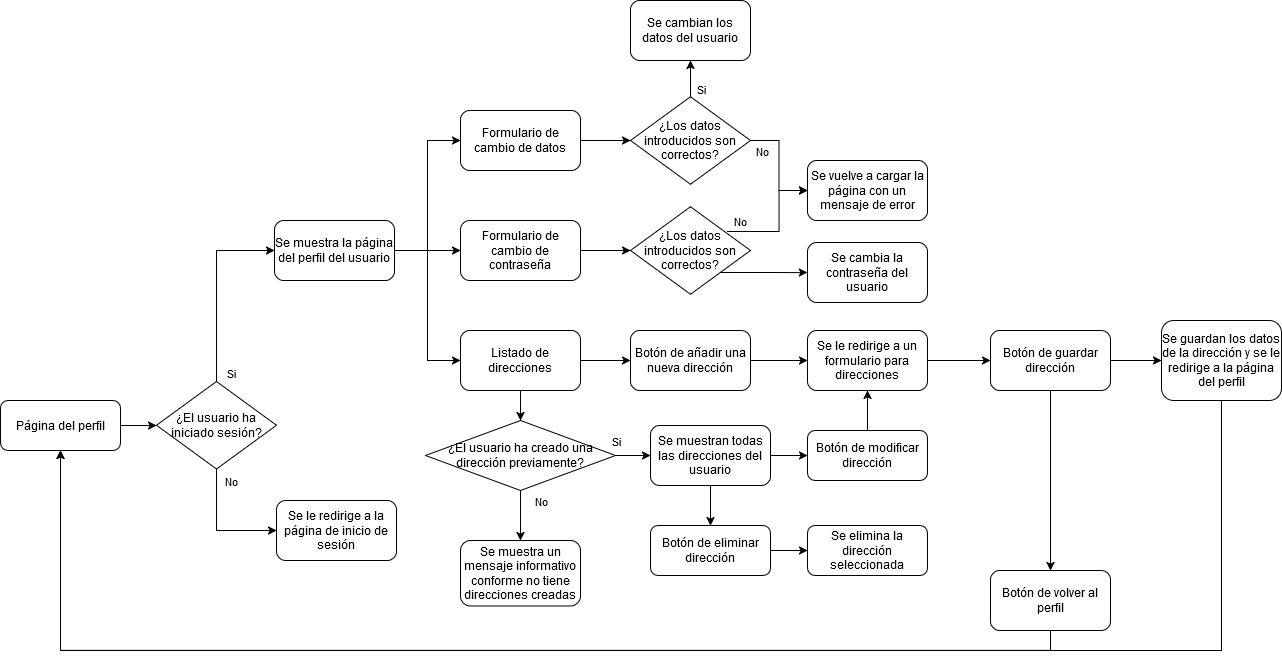 Se cambian los
datos del usuario
Si
Formulario de
cambio de datos
¿Los datos
introducidos son
correctos?
No
Se vuelve a cargar la
página con un
mensaje de error
Se muestra la página
del perfil del usuario
Formulario de
cambio de
contraseña
No
¿Los datos
introducidos son
correctos?
Se cambia la
contraseña del
usuario
Listado de
direcciones
Botón de añadir una
nueva dirección
Se le redirige a un
formulario para
direcciones
Botón de guardar
dirección
Se guardan los datos
de la dirección y se le
redirige a la página
del perfil
Si
Página del perfil
¿El usuario ha
iniciado sesión?
No
Se le redirige a la
página de inicio de
sesión
¿El usuario ha creado una
dirección previamente?
Si
Se muestran todas
las direcciones del
usuario
Botón de modificar
dirección
No
Se muestra un
mensaje informativo
conforme no tiene
direcciones creadas
Botón de eliminar
dirección
Se elimina la
dirección
seleccionada
Botón de volver al
perfil